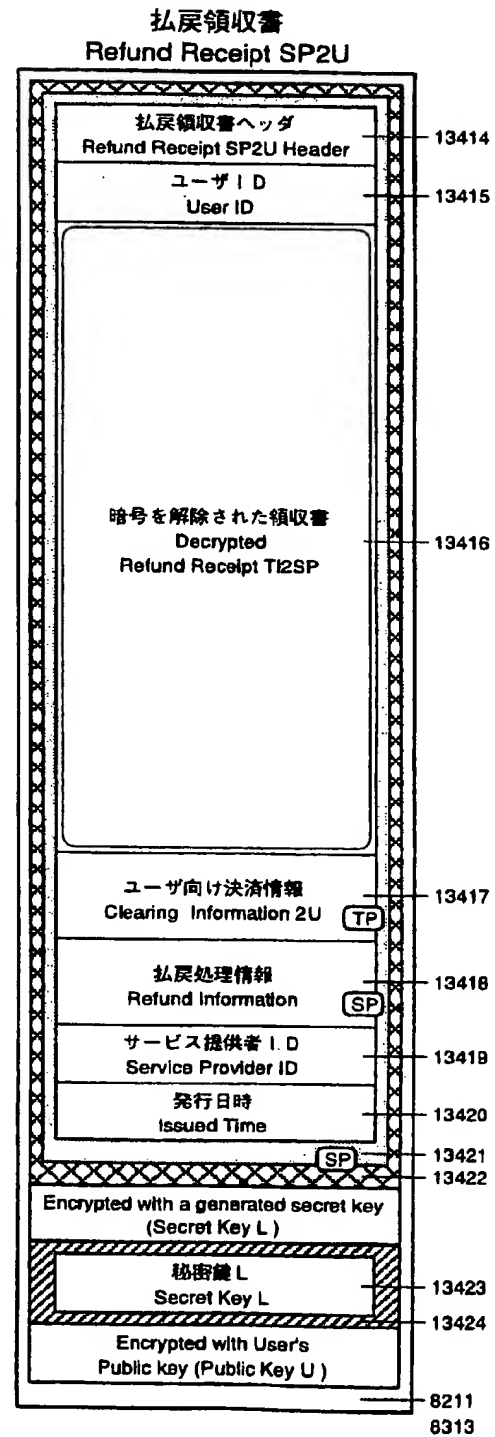 払戻領収書
Refund Receipt SP2U
払戻領収書ヘッダ
Refund Receipt SP2U Header
13414
ユーザID
User ID
13415
暗号を解除された領収書
Decrypted
Refund Receipt TI2SP
13416
ユーザ向け決済情報
Clearing Information 2U
TP
13417
払戻処理情報
Refund Information
SP
13418
サービス提供者ID
Service Provider ID
13419
発行日時
Issued Time
13420
SP
13421
13422
Encrypted with a generated secret key
(Secret Key L )
秘密鍵L
Secret Key L
13423
13424
Encrypted with User's
Public key (Public Key U )
8211
8313